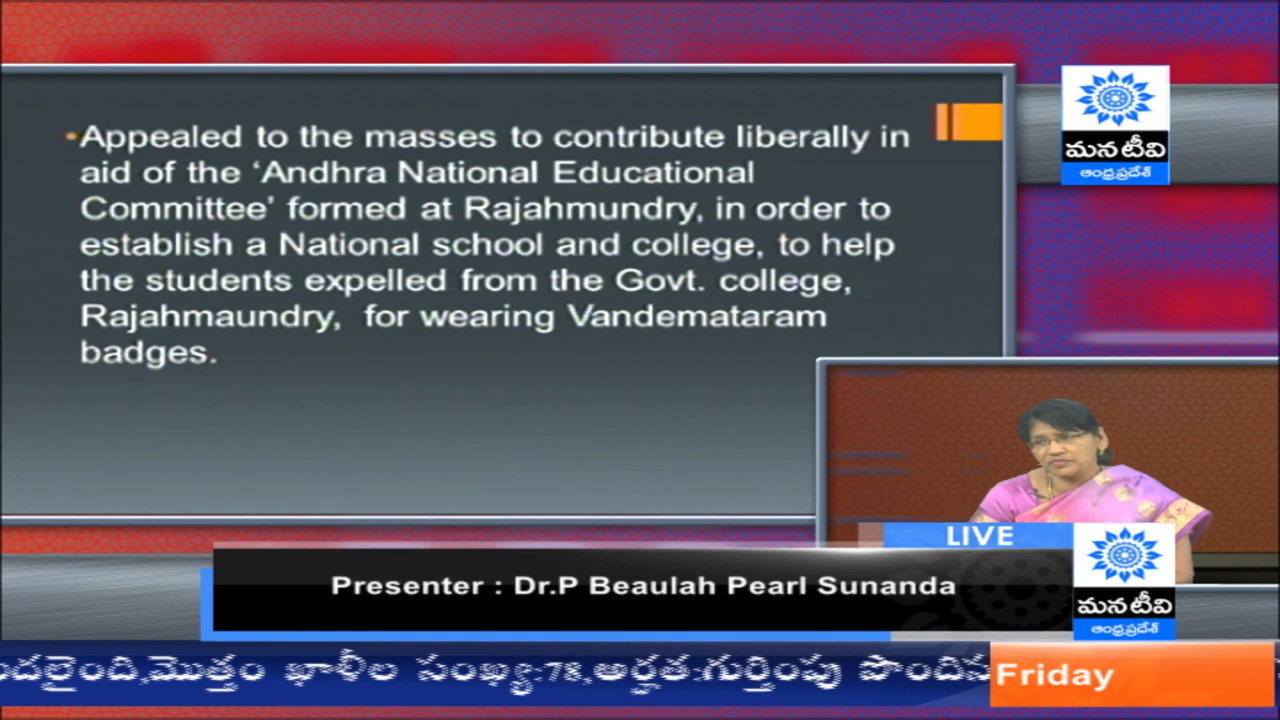 •Appealed to the masses to contribute liberally in
aid of the ‘Andhra National Educational
Committee’ formed at Rajahmundry, in order to
establish a National school and college, to help
the students expelled from the Govt. college,
Rajahmaundry, for wearing Vandemataram
badges.
మన టీవి
ఆంధ్రప్రదేశ్
LIVE
Presenter : Dr.P Beaulah Pearl Sunanda
మన టీవి
ఆంధ్రప్రదేశ్
దలైంది,మొత్తం ఖాళీల సంఖ్య:78,అర్హత:గుర్తింపు పొందిన
Friday